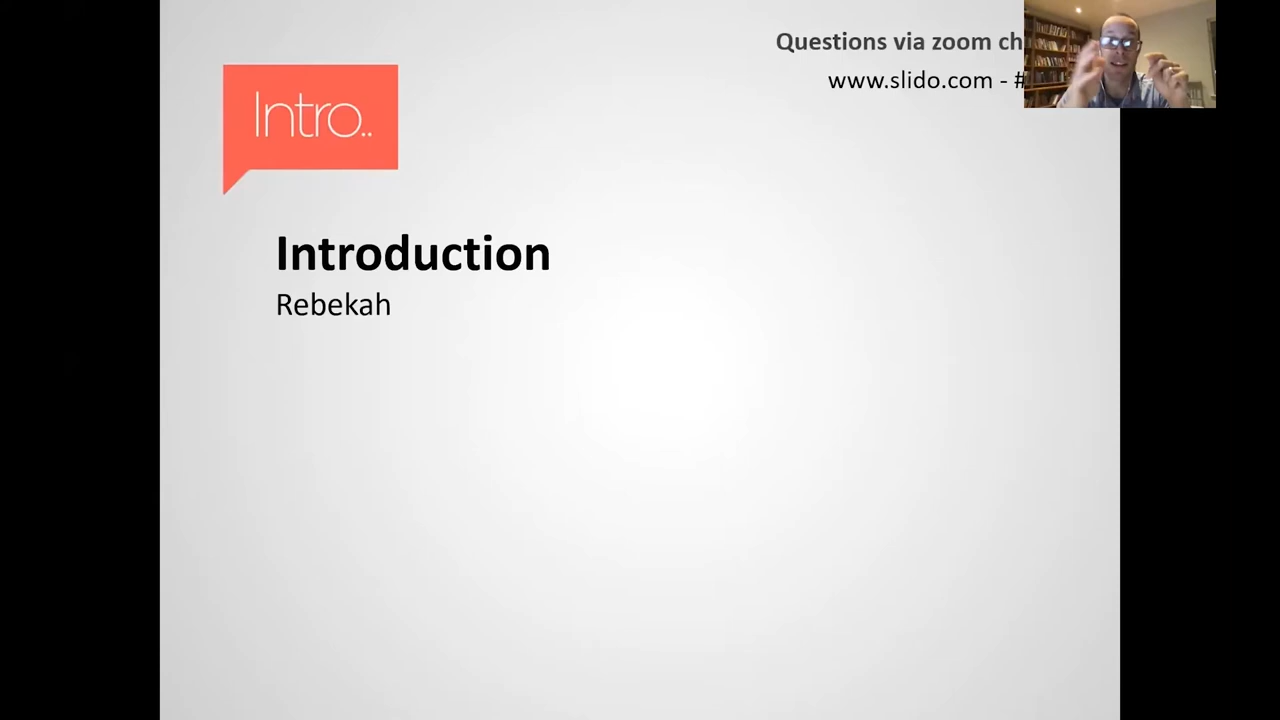 Questions via zoom ch
www.slido.com - #
Intro..
Introduction
Rebekah